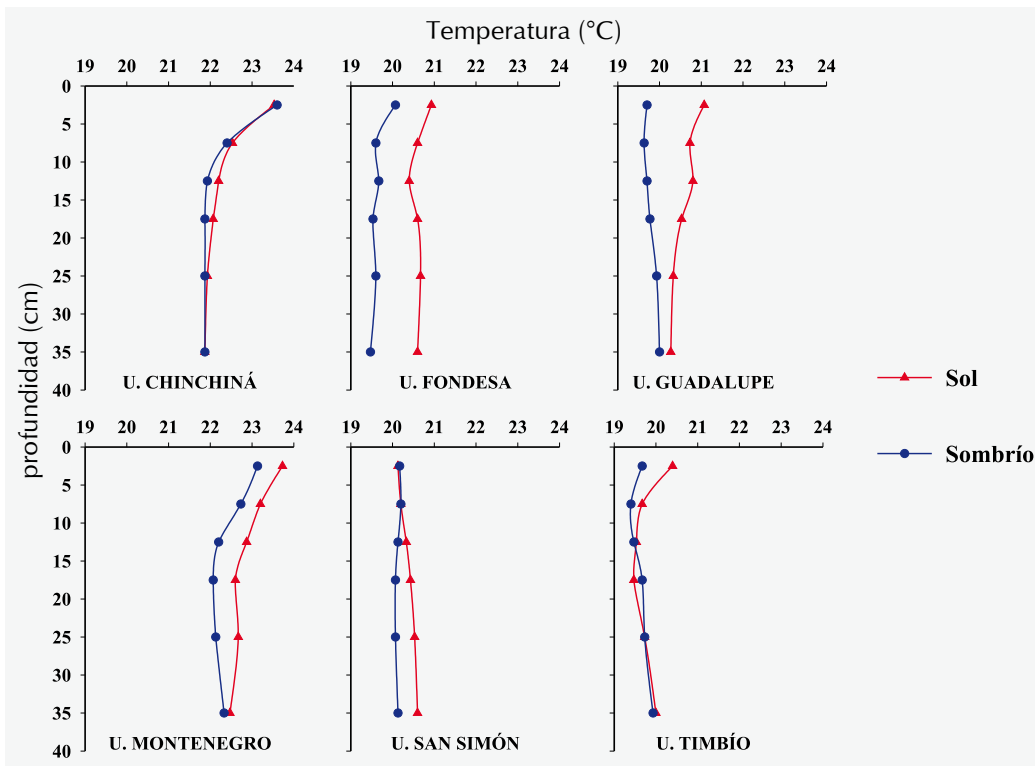 Temperatura (°C)
19 20 21 22 23 24
19 20 21 22 23 24
19 20 21 22 23 24
0
5
10
15
20
25
30
35
40
profundidad (cm)
U. CHINCHINÁ
U. FONDESA
U. GUADALUPE
Sol
Sombrío
19 20 21 22 23 24
19 20 21 22 23 24
19 20 21 22 23 24
0
5
10
15
20
25
30
35
40
U. MONTENEGRO
U. SAN SIMÓN
U. TIMBÍO